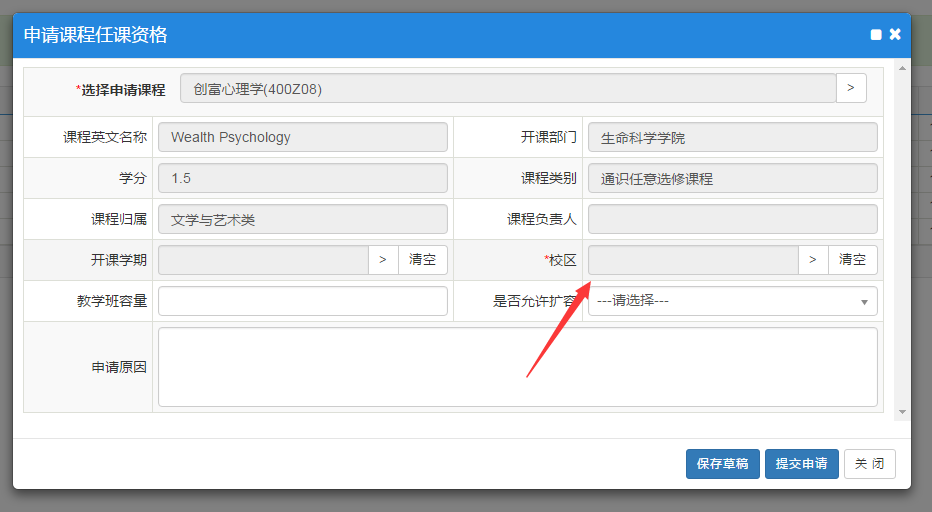 申请课程任课资格
*选择申请课程 创富心理学(400Z08) >
课程英文名称 Wealth Psychology 开课部门 生命科学学院
学分 1.5 课程类别 通识任意选修课程
课程归属 文学与艺术类 课程负责人
开课学期 > 清空 *校区 > 清空
教学班容量 是否允许扩容 ---请选择---
申请原因
保存草稿 提交申请 关 闭